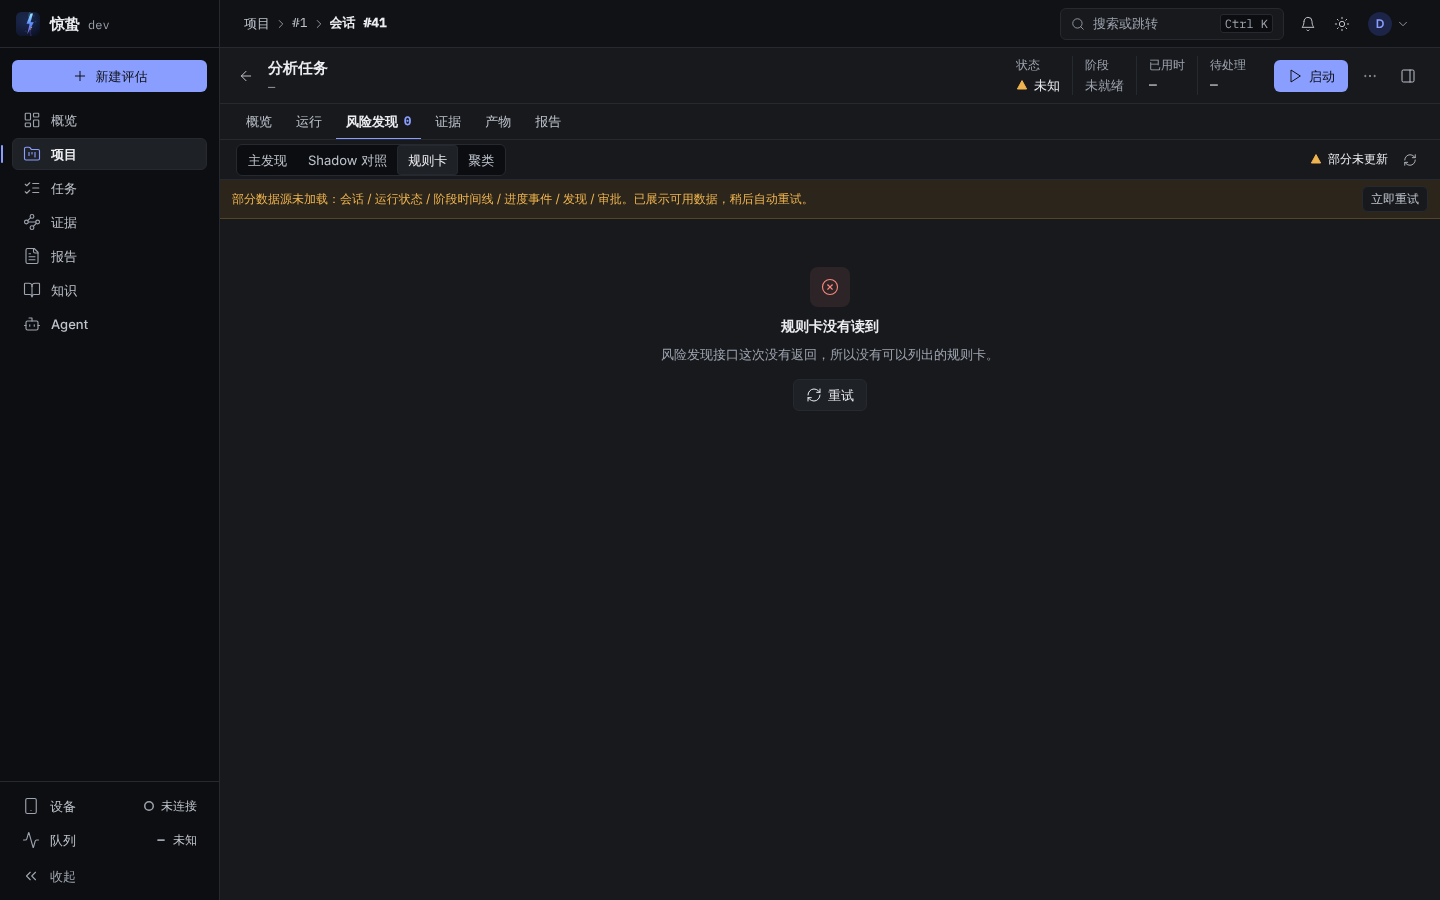 惊蛰 dev
项目 > #1 > 会话 #41
搜索或跳转 Ctrl K
D
新建评估
概览
项目
任务
证据
报告
知识
Agent
设备 未连接
队列 – 未知
收起
分析任务
–
状态 未知
阶段 未就绪
已用时 –
待处理 –
启动
概览 运行 风险发现 0 证据 产物 报告
主发现 Shadow 对照 规则卡 聚类
部分未更新
部分数据源未加载：会话 / 运行状态 / 阶段时间线 / 进度事件 / 发现 / 审批。已展示可用数据，稍后自动重试。
立即重试
规则卡没有读到
风险发现接口这次没有返回，所以没有可以列出的规则卡。
重试